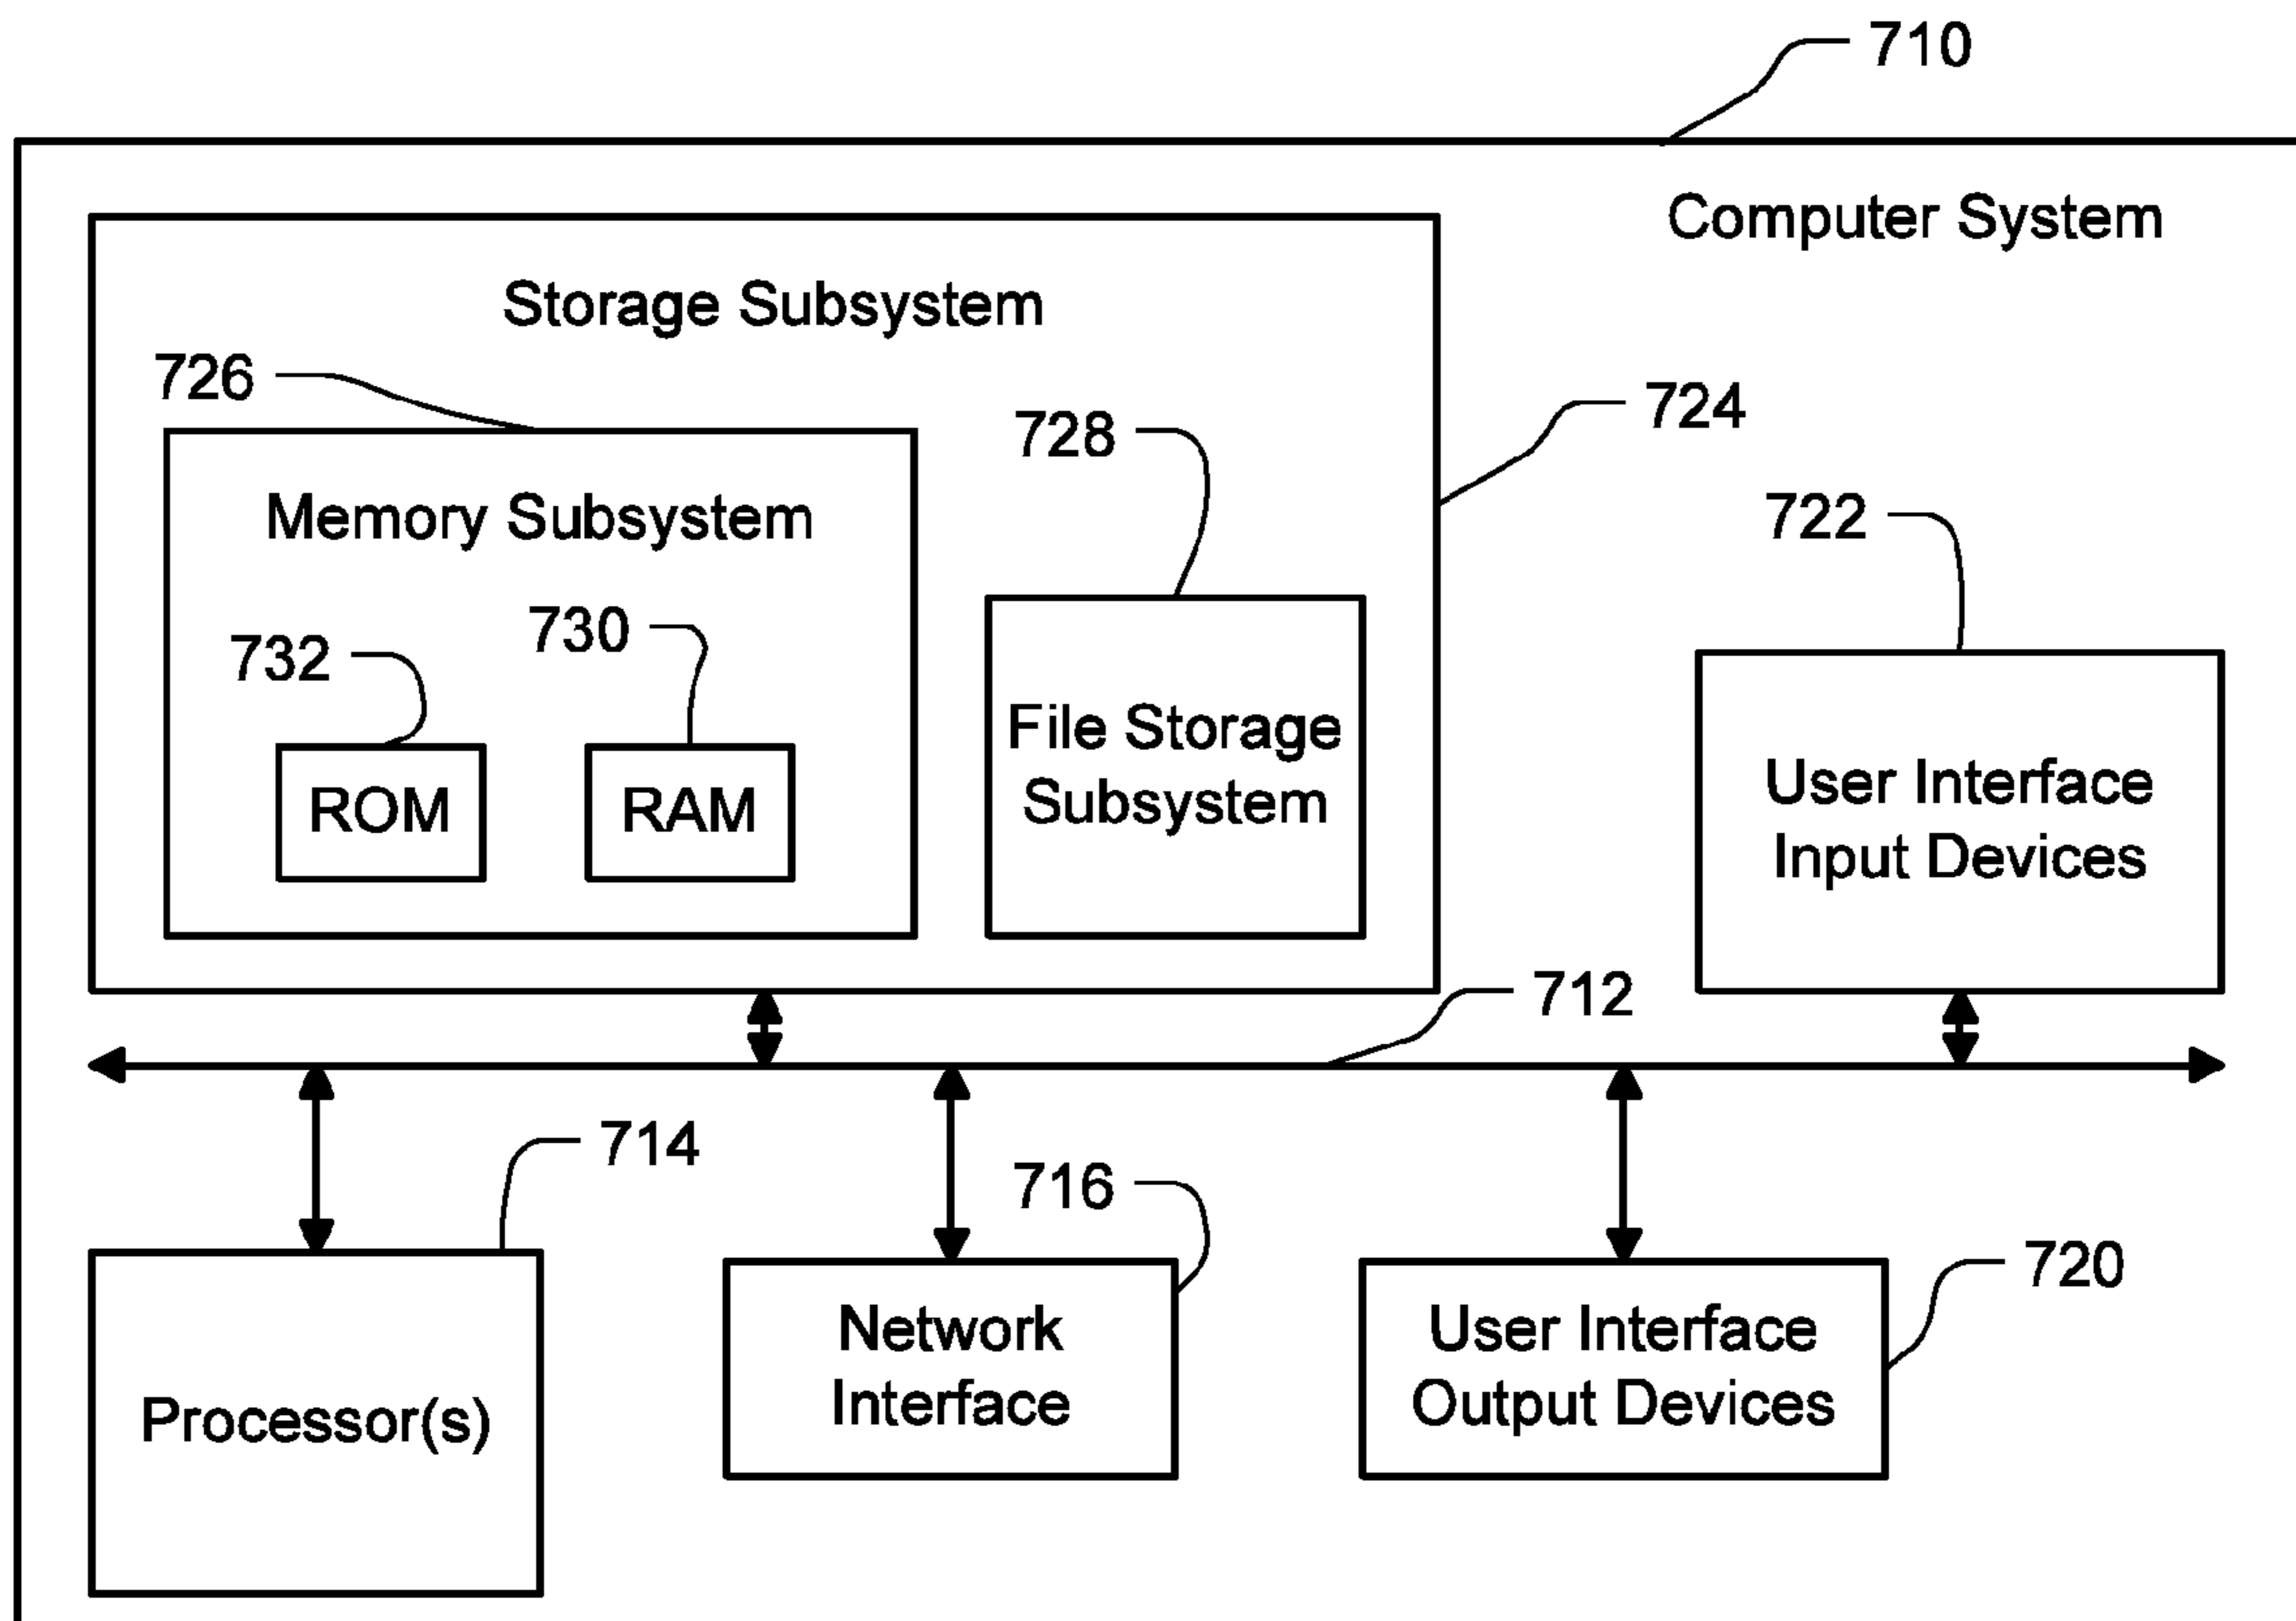 710
Computer System
Storage Subsystem
726
724
728
Memory Subsystem
722
730
732
File Storage
Subsystem
ROM
RAM
User Interface
Input Devices
712
714
716
720
Network
Interface
User Interface
Output Devices
Processor(s)